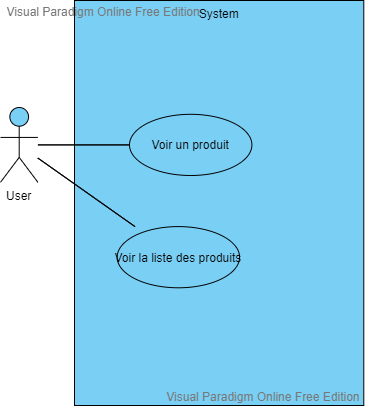 Visual Paradigm Online Free Edition
System
Voir un produit
User
Voir la liste des produits
Visual Paradigm Online Free Edition